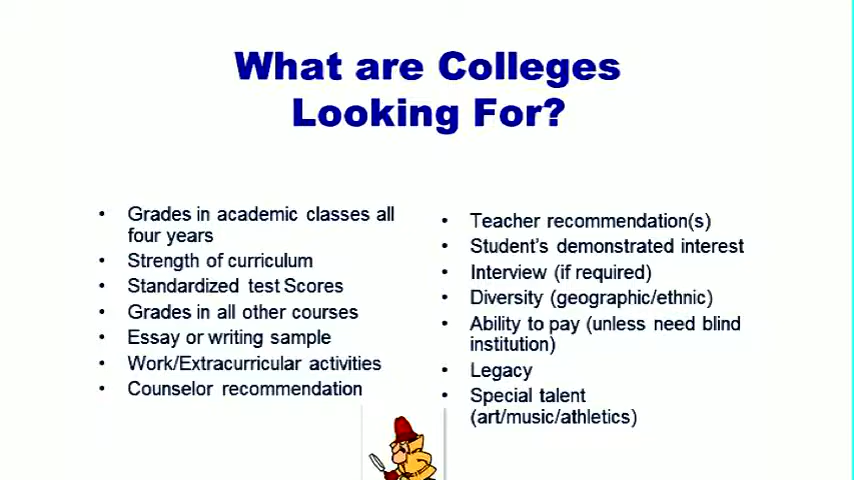 What are Colleges
Looking For?
• Grades in academic classes all
four years
• Strength of curriculum
• Standardized test Scores
• Grades in all other courses
• Essay or writing sample
• Work/Extracurricular activities
• Counselor recommendation
• Teacher recommendation(s)
• Student's demonstrated interest
• Interview (if required)
• Diversity (geographic/ethnic)
• Ability to pay (unless need blind
institution)
• Legacy
• Special talent
(art/music/athletics)